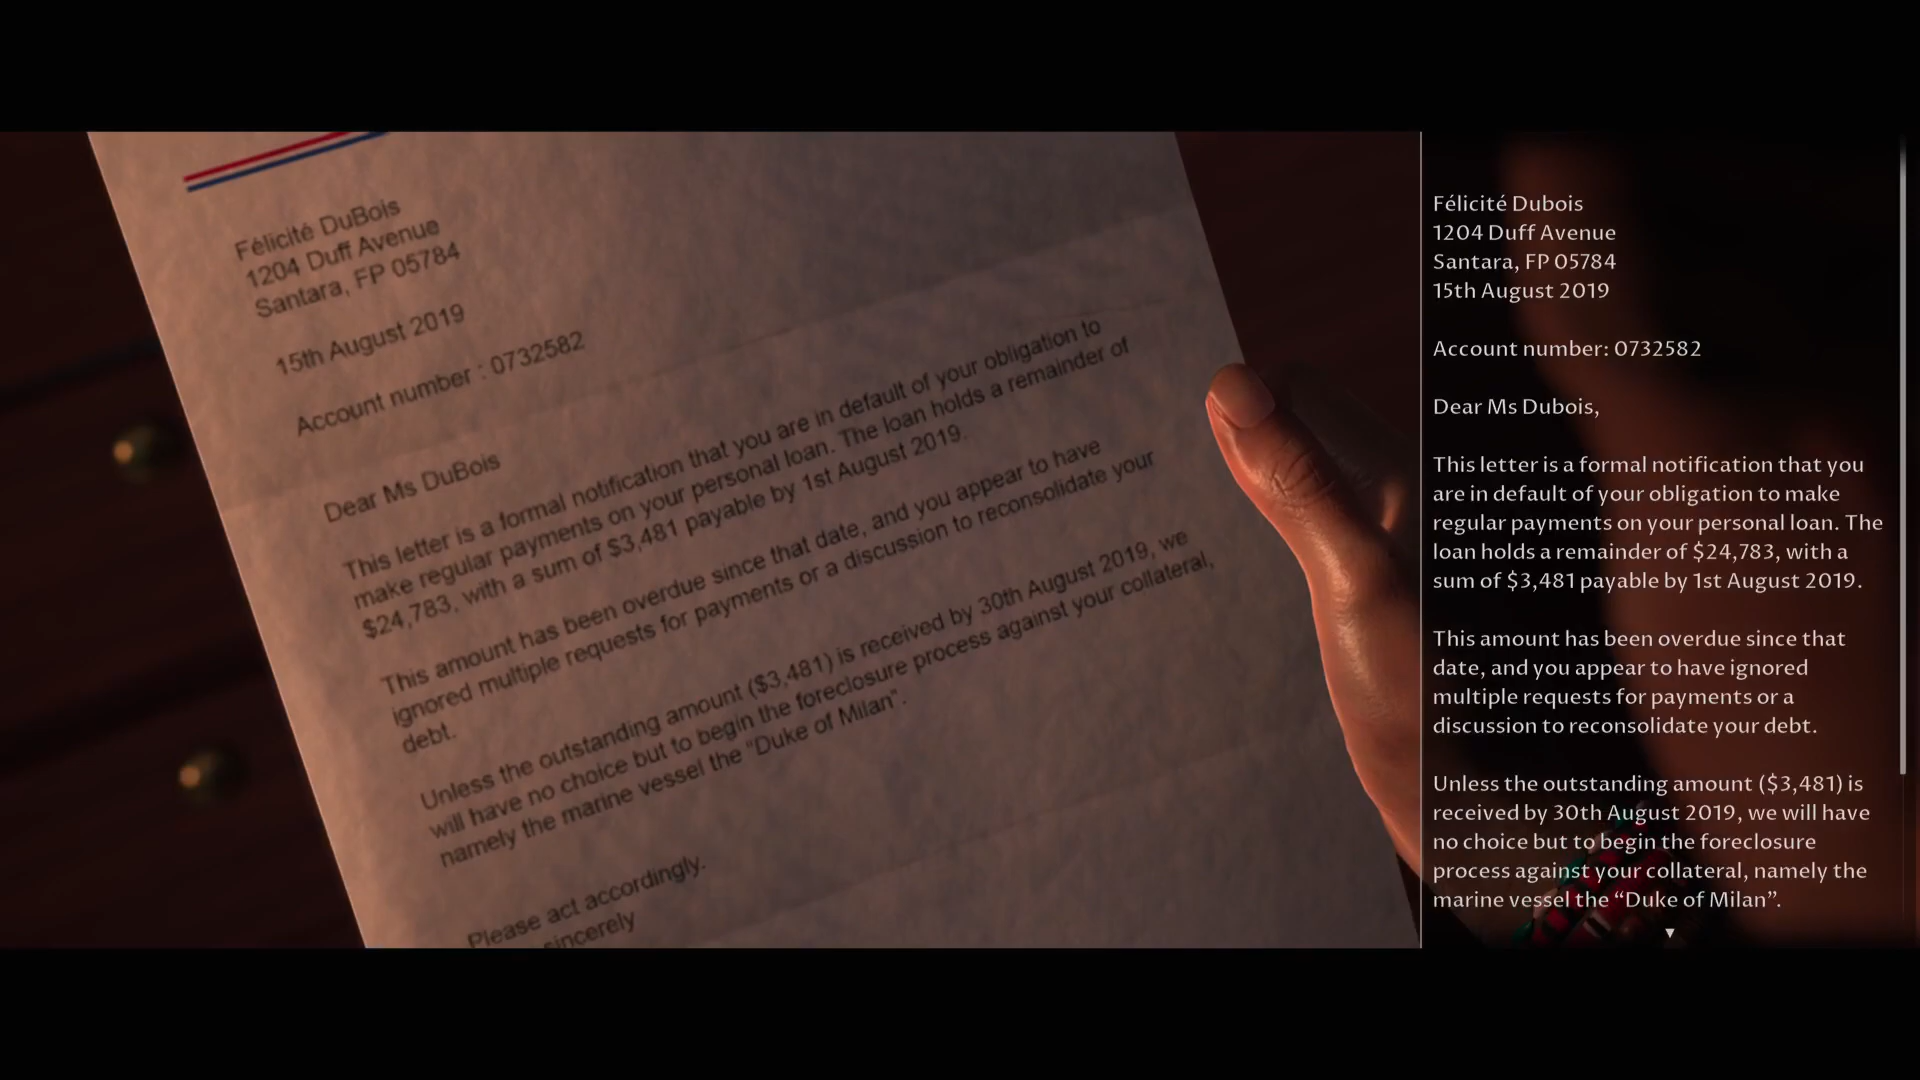 Félicité DuBois
1204 Duff Avenue
Santara, FP 05784
15th August 2019
Account number : 0732582
Dear Ms DuBois
This letter is a formal notification that you are in default of your obligation to
make regular payments on your personal loan. The loan holds a remainder of
$24,783, with a sum of $3,481 payable by 1st August 2019.
This amount has been overdue since that date, and you appear to have
ignored multiple requests for payments or a discussion to reconsolidate your
debt.
Unless the outstanding amount ($3,481) is received by 30th August 2019, we
will have no choice but to begin the foreclosure process against your collateral,
namely the marine vessel the "Duke of Milan".
Please act accordingly.
sincerely
Félicité Dubois
1204 Duff Avenue
Santara, FP 05784
15th August 2019
Account number: 0732582
Dear Ms Dubois,
This letter is a formal notification that you
are in default of your obligation to make
regular payments on your personal loan. The
loan holds a remainder of $24,783, with a
sum of $3,481 payable by 1st August 2019.
This amount has been overdue since that
date, and you appear to have ignored
multiple requests for payments or a
discussion to reconsolidate your debt.
Unless the outstanding amount ($3,481) is
received by 30th August 2019, we will have
no choice but to begin the foreclosure
process against your collateral, namely the
marine vessel the “Duke of Milan”.